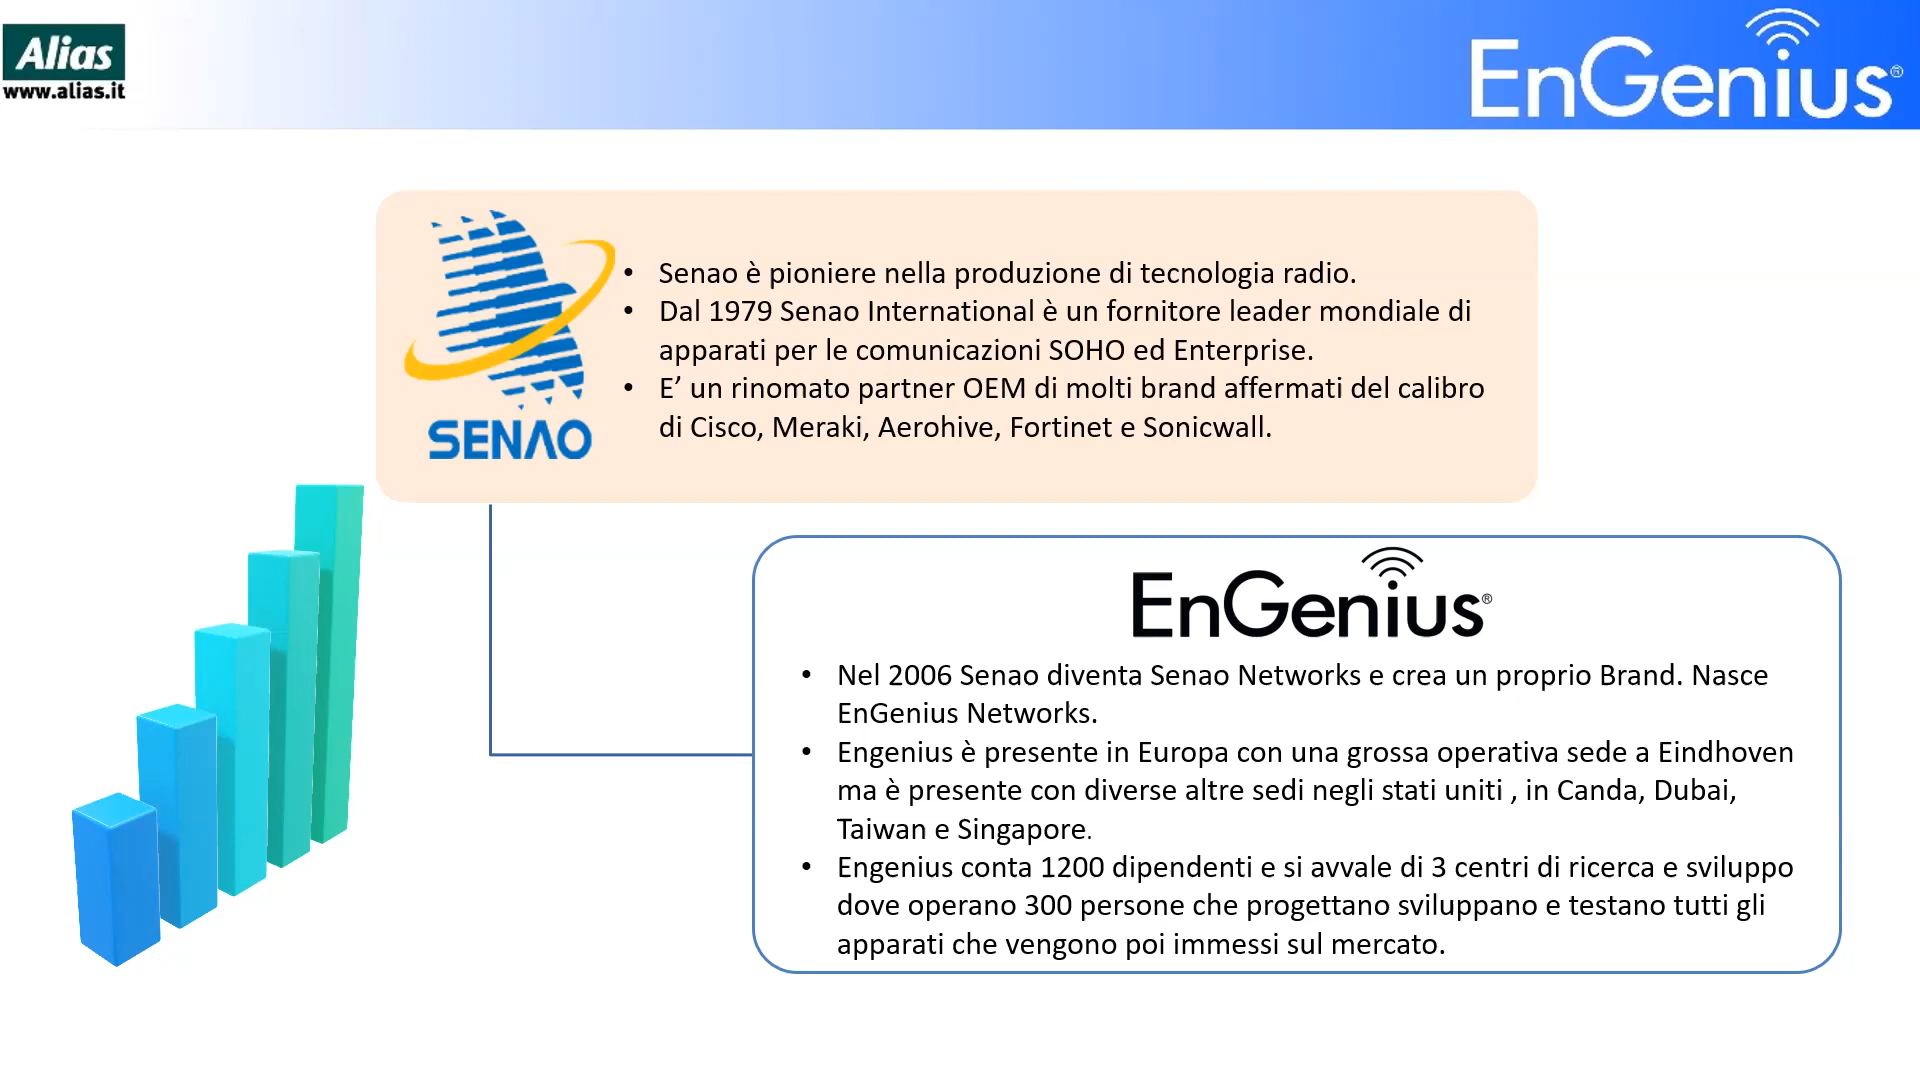 Alias
www.alias.it
EnGenius®
SENAO
• Senao è pioniere nella produzione di tecnologia radio.
• Dal 1979 Senao International è un fornitore leader mondiale di
apparati per le comunicazioni SOHO ed Enterprise.
• E’ un rinomato partner OEM di molti brand affermati del calibro
di Cisco, Meraki, Aerohive, Fortinet e Sonicwall.
EnGenius®
• Nel 2006 Senao diventa Senao Networks e crea un proprio Brand. Nasce
EnGenius Networks.
• Engenius è presente in Europa con una grossa operativa sede a Eindhoven
ma è presente con diverse altre sedi negli stati uniti , in Canda, Dubai,
Taiwan e Singapore.
• Engenius conta 1200 dipendenti e si avvale di 3 centri di ricerca e sviluppo
dove operano 300 persone che progettano sviluppano e testano tutti gli
apparati che vengono poi immessi sul mercato.